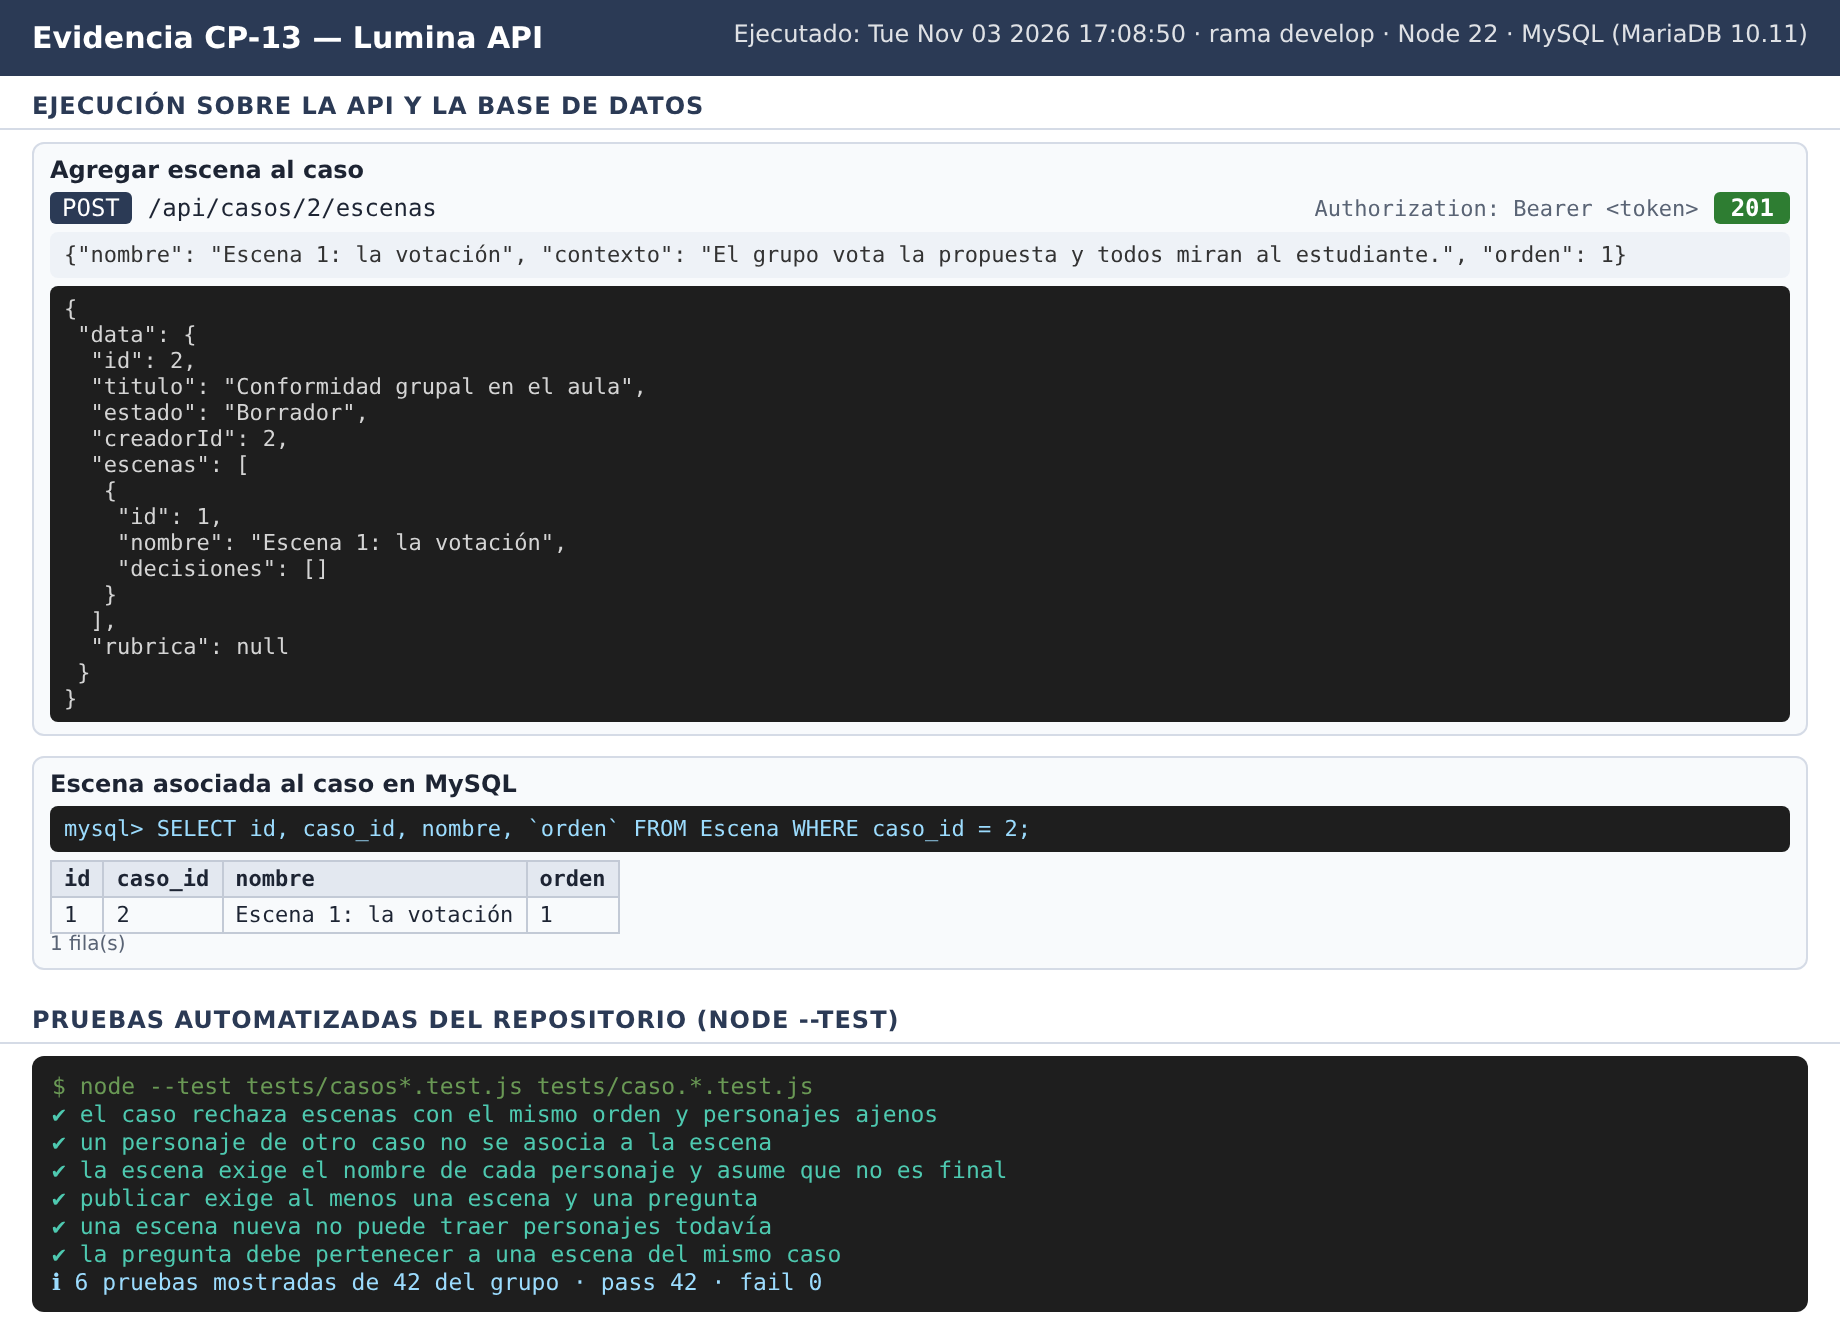 Evidencia CP-13 — Lumina API
Ejecutado: Tue Nov 03 2026 17:08:50 · rama develop · Node 22 · MySQL (MariaDB 10.11)
EJECUCIÓN SOBRE LA API Y LA BASE DE DATOS
Agregar escena al caso
POST /api/casos/2/escenas Authorization: Bearer <token> 201
{"nombre": "Escena 1: la votación", "contexto": "El grupo vota la propuesta y todos miran al estudiante.", "orden": 1}
{
"data": {
"id": 2,
"titulo": "Conformidad grupal en el aula",
"estado": "Borrador",
"creadorId": 2,
"escenas": [
{
"id": 1,
"nombre": "Escena 1: la votación",
"decisiones": []
}
],
"rubrica": null
}
}
Escena asociada al caso en MySQL
mysql> SELECT id, caso_id, nombre, `orden` FROM Escena WHERE caso_id = 2;
id caso_id nombre orden
1 2 Escena 1: la votación 1
1 fila(s)
PRUEBAS AUTOMATIZADAS DEL REPOSITORIO (NODE --TEST)
$ node --test tests/casos*.test.js tests/caso.*.test.js
✔ el caso rechaza escenas con el mismo orden y personajes ajenos
✔ un personaje de otro caso no se asocia a la escena
✔ la escena exige el nombre de cada personaje y asume que no es final
✔ publicar exige al menos una escena y una pregunta
✔ una escena nueva no puede traer personajes todavía
✔ la pregunta debe pertenecer a una escena del mismo caso
ℹ 6 pruebas mostradas de 42 del grupo · pass 42 · fail 0